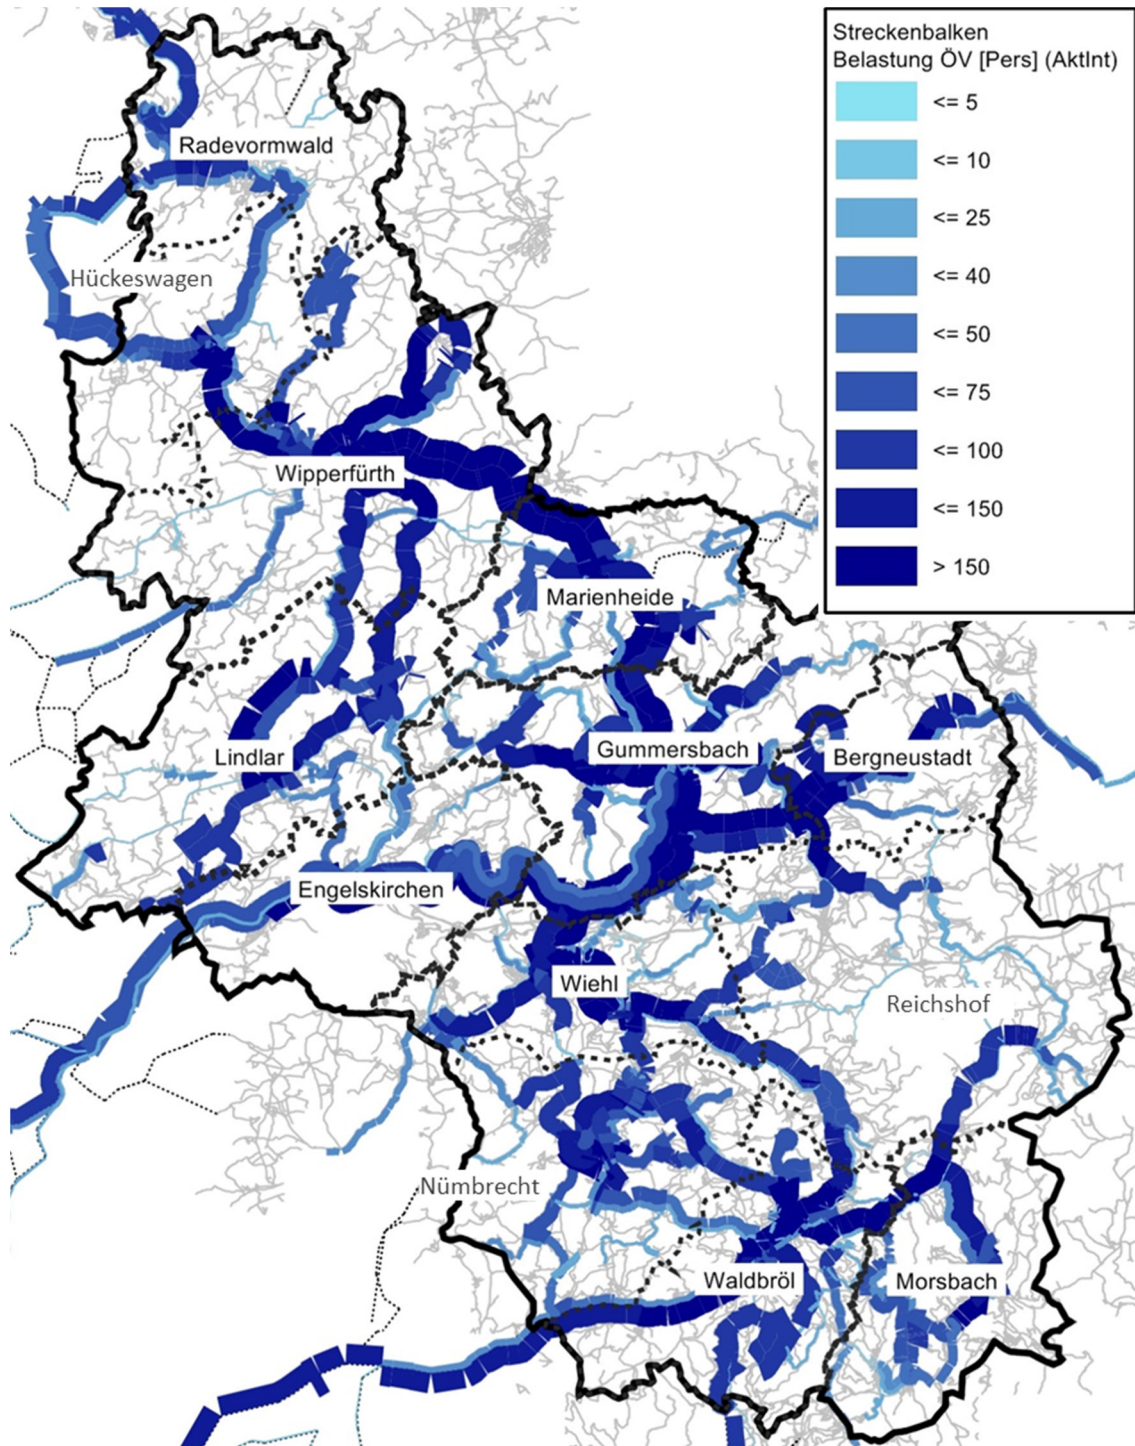 Streckenbalken
Belastung ÖV [Pers] (AktInt)
<= 5
<= 10
<= 25
<= 40
<= 50
<= 75
<= 100
<= 150
> 150
Radevormwald
Hückeswagen
Wipperfürth
Marienheide
Lindlar
Gummersbach
Bergneustadt
Engelskirchen
Wiehl
Reichshof
Nümbrecht
Waldbröl
Morsbach